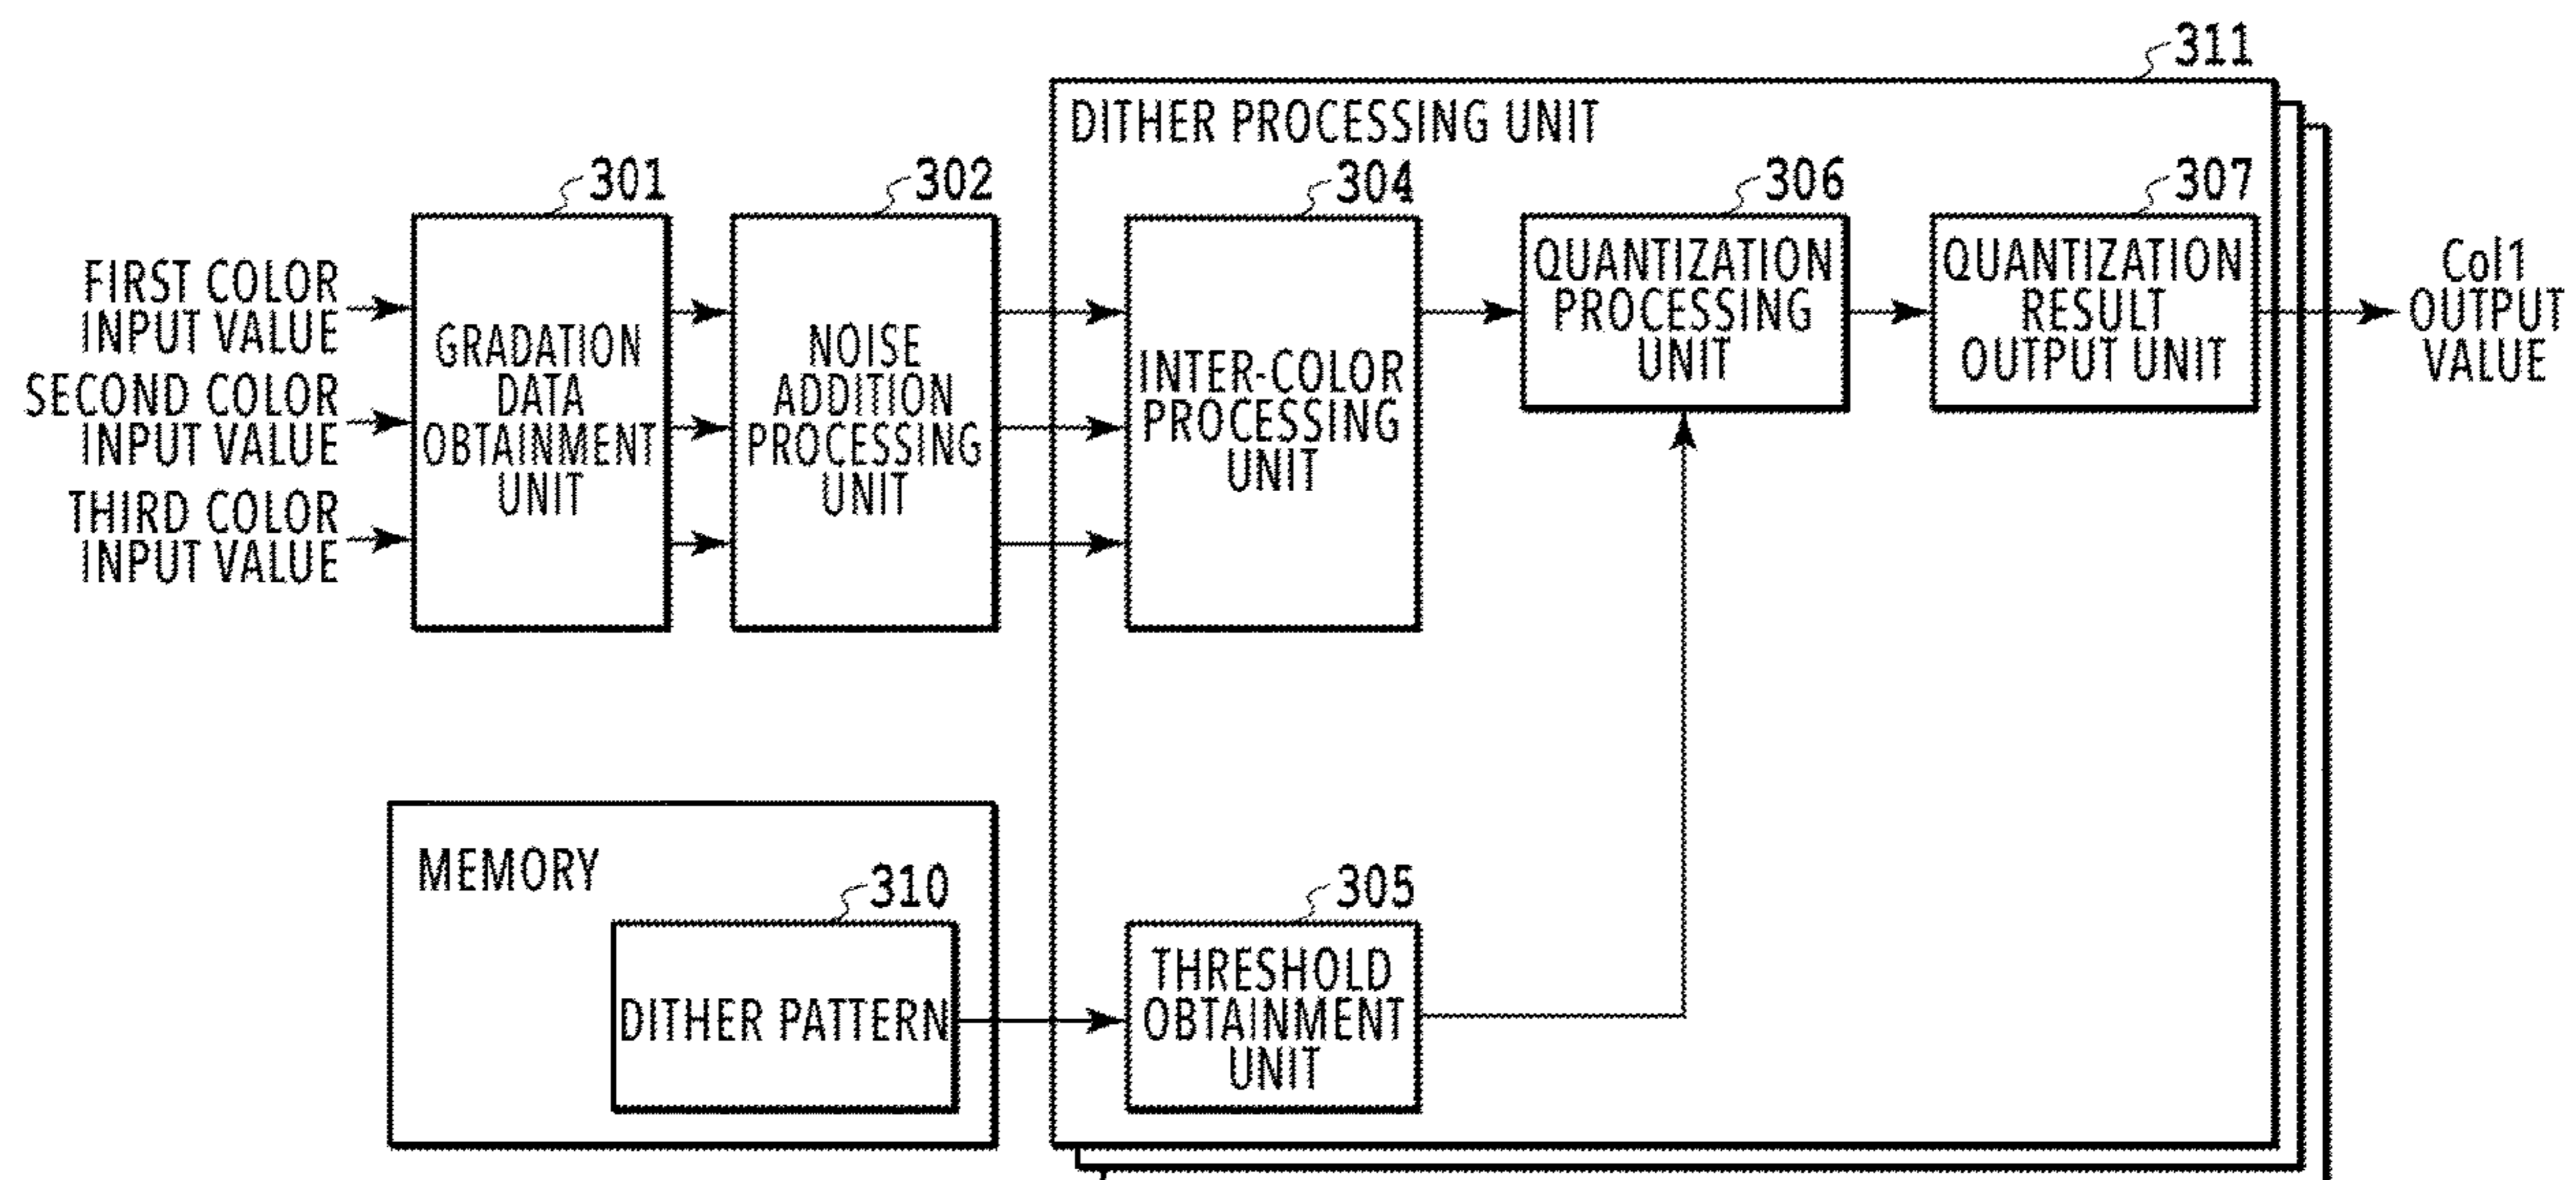 311
DITHER PROCESSING UNIT
301
302
304
306
307
FIRST COLOR
INPUT VALUE
SECOND COLOR
INPUT VALUE
THIRD COLOR
INPUT VALUE
GRADATION
DATA
OBTAINMENT
UNIT
NOISE
ADDITION
PROCESSING
UNIT
INTER-COLOR
PROCESSING
UNIT
QUANTIZATION
PROCESSING
UNIT
QUANTIZATION
RESULT
OUTPUT UNIT
Col1
OUTPUT
VALUE
MEMORY
310
DITHER PATTERN
305
THRESHOLD
OBTAINMENT
UNIT